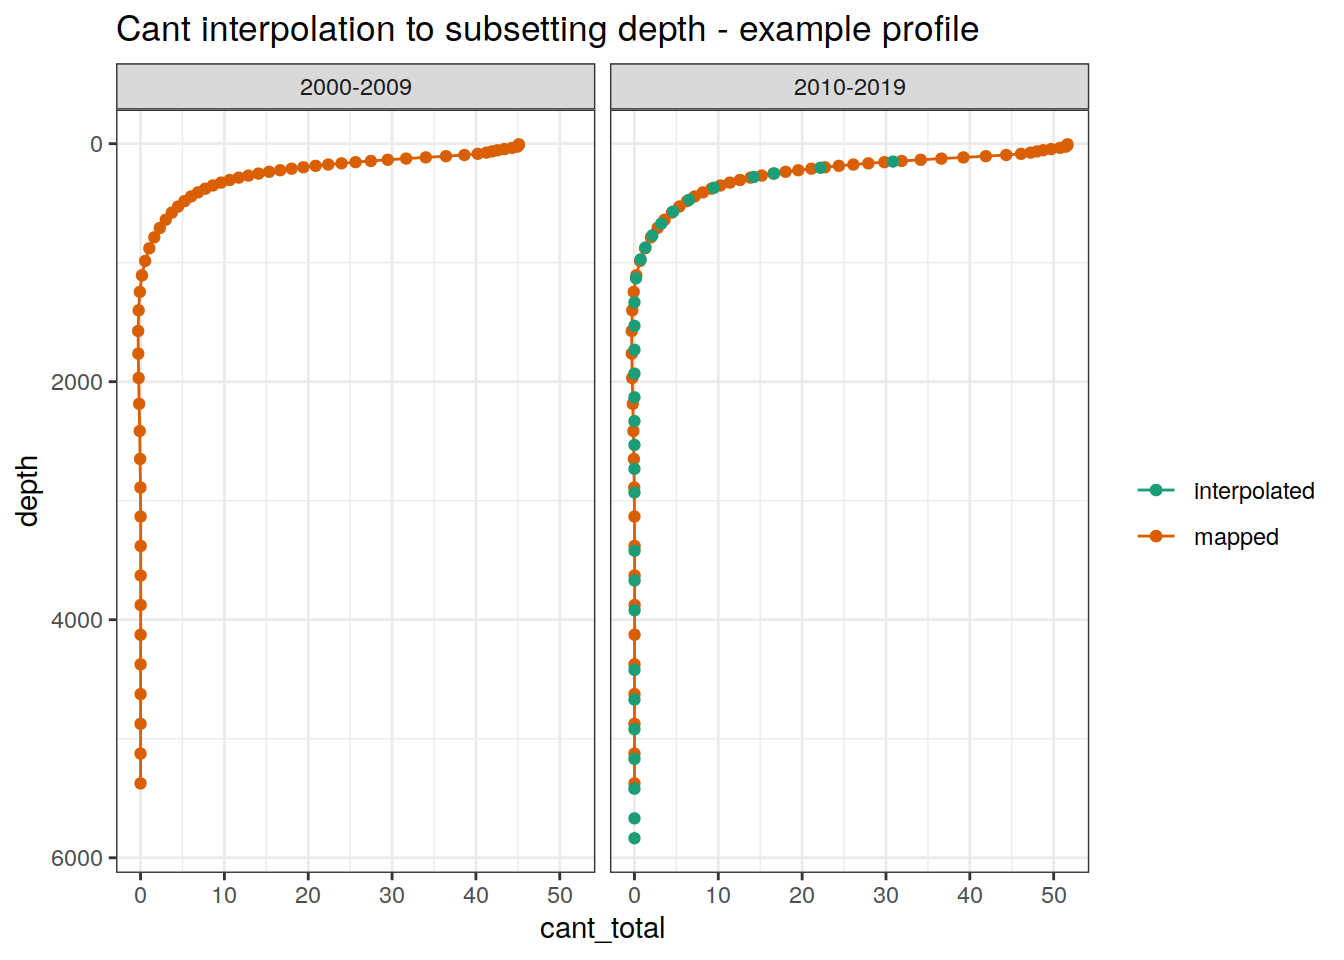 Cant interpolation to subsetting depth - example profile
2000-2009
2010-2019
0
2000
4000
6000
depth
0 10 20 30 40 50
0 10 20 30 40 50
cant_total
interpolated
mapped